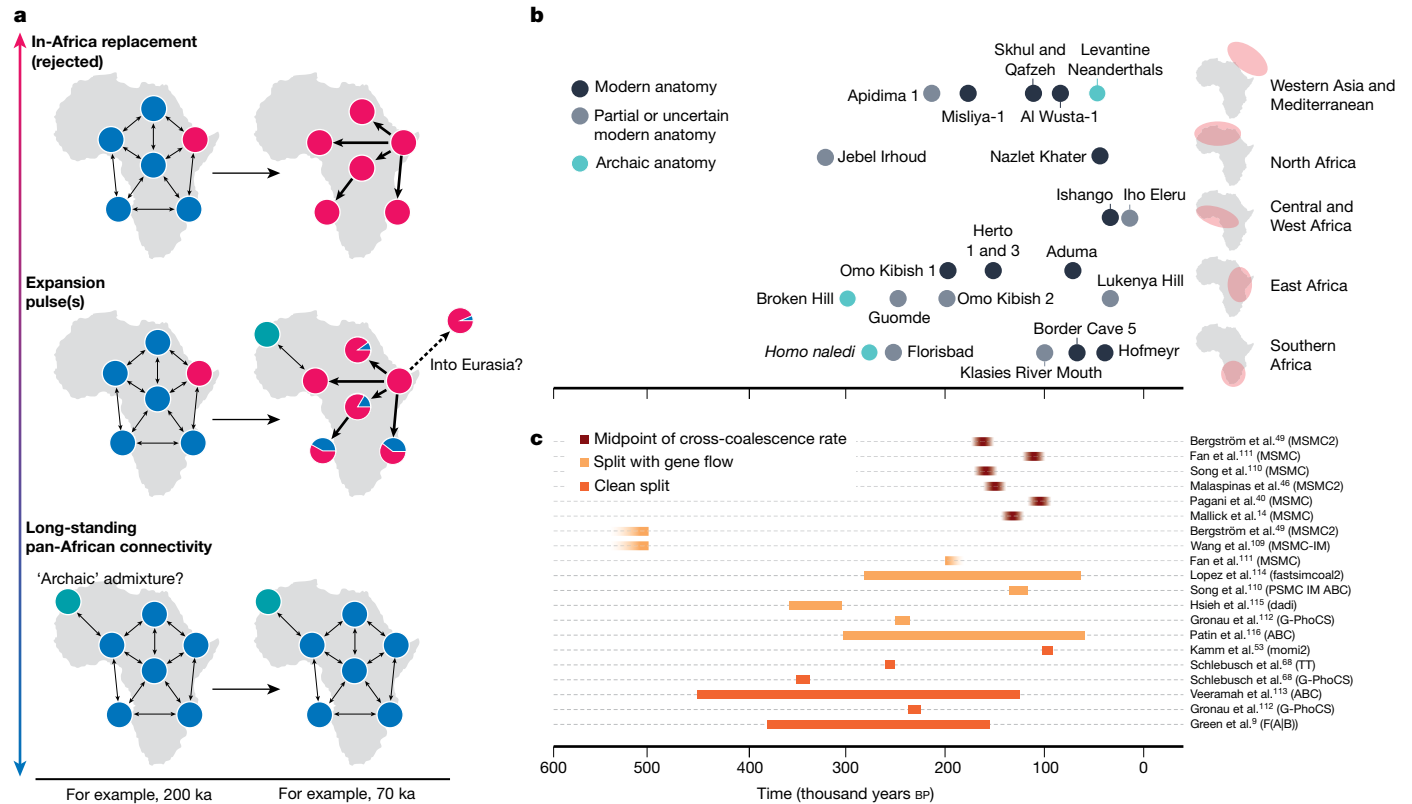 a
In-Africa replacement
(rejected)
Expansion
pulse(s)
Into Eurasia?
Long-standing
pan-African connectivity
‘Archaic’ admixture?
For example, 200 ka
For example, 70 ka
b
Modern anatomy
Partial or uncertain
modern anatomy
Archaic anatomy
Skhul and
Qafzeh
Levantine
Neanderthals
Apidima 1
Misliya-1
Al Wusta-1
Western Asia and
Mediterranean
Jebel Irhoud
Nazlet Khater
North Africa
Ishango
Iho Eleru
Central and
West Africa
Herto
1 and 3
Omo Kibish 1
Aduma
Lukenya Hill
Broken Hill
Guomde
Omo Kibish 2
East Africa
Border Cave 5
Homo naledi
Florisbad
Hofmeyr
Klasies River Mouth
Southern
Africa
c
Midpoint of cross-coalescence rate
Split with gene flow
Clean split
Bergström et al.49 (MSMC2)
Fan et al.111 (MSMC)
Song et al.110 (MSMC)
Malaspinas et al.46 (MSMC2)
Pagani et al.40 (MSMC)
Mallick et al.14 (MSMC)
Bergström et al.49 (MSMC2)
Wang et al.109 (MSMC-IM)
Fan et al.111 (MSMC)
Lopez et al.114 (fastsimcoal2)
Song et al.110 (PSMC IM ABC)
Hsieh et al.115 (dadi)
Gronau et al.112 (G-PhoCS)
Patin et al.116 (ABC)
Kamm et al.53 (momi2)
Schlebusch et al.68 (TT)
Schlebusch et al.68 (G-PhoCS)
Veeramah et al.113 (ABC)
Gronau et al.112 (G-PhoCS)
Green et al.9 (F(A|B))
600 500 400 300 200 100 0
Time (thousand years BP)